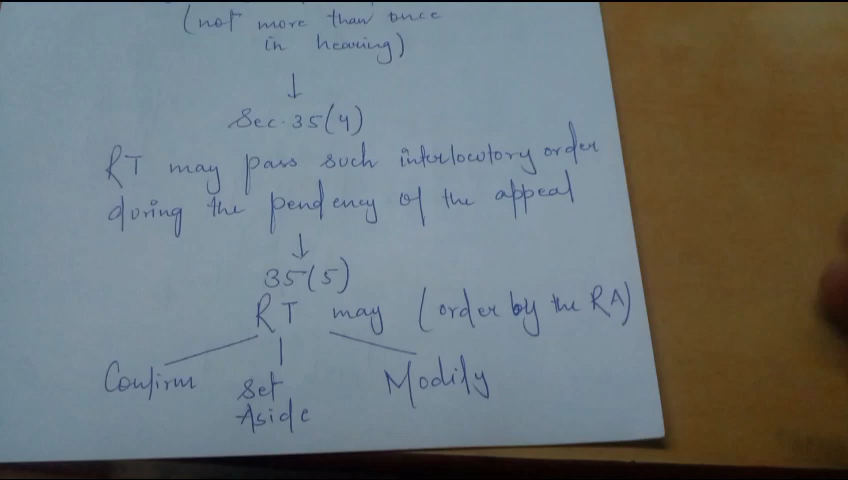 (not more than once
in hearing)
↓
Sec. 35(4)
RT may pass such interlocutory order
during the pendency of the appeal
↓
35(5)
RT may (order by the RA)
Confirm Set Aside Modify